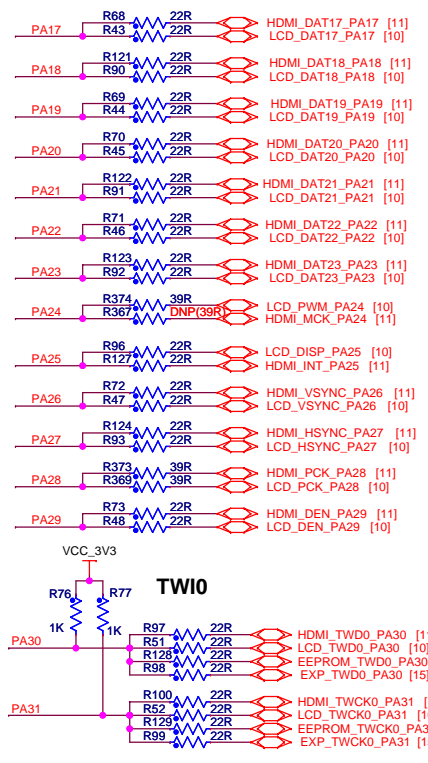 R68 22R HDMI_DAT17_PA17 [11]
PA17 R43 22R LCD_DAT17_PA17 [10]
R121 22R HDMI_DAT18_PA18 [11]
PA18 R90 22R LCD_DAT18_PA18 [10]
R69 22R HDMI_DAT19_PA19 [11]
PA19 R44 22R LCD_DAT19_PA19 [10]
R70 22R HDMI_DAT20_PA20 [11]
PA20 R45 22R LCD_DAT20_PA20 [10]
R122 22R HDMI_DAT21_PA21 [11]
PA21 R91 22R LCD_DAT21_PA21 [10]
R71 22R HDMI_DAT22_PA22 [11]
PA22 R46 22R LCD_DAT22_PA22 [10]
R123 22R HDMI_DAT23_PA23 [11]
PA23 R92 22R LCD_DAT23_PA23 [10]
R374 39R LCD_PWM_PA24 [10]
PA24 R367 DNP(39R) HDMI_MCK_PA24 [11]
R96 22R LCD_DISP_PA25 [10]
PA25 R127 22R HDMI_INT_PA25 [11]
R72 22R HDMI_VSYNC_PA26 [11]
PA26 R47 22R LCD_VSYNC_PA26 [10]
R124 22R HDMI_HSYNC_PA27 [11]
PA27 R93 22R LCD_HSYNC_PA27 [10]
R373 39R HDMI_PCK_PA28 [11]
PA28 R369 39R LCD_PCK_PA28 [10]
R73 22R HDMI_DEN_PA29 [11]
PA29 R48 22R LCD_DEN_PA29 [10]
VCC_3V3
TWI0
R76 R77
1K 1K
R97 22R HDMI_TWD0_PA30
PA30 R51 22R LCD_TWD0_PA30 [10]
R128 22R EEPROM_TWD0_PA30
R98 22R EXP_TWD0_PA30 [15]
R100 22R HDMI_TWCK0_PA31
PA31 R52 22R LCD_TWCK0_PA31
R129 22R EEPROM_TWCK0
R99 22R EXP_TWCK0_PA31